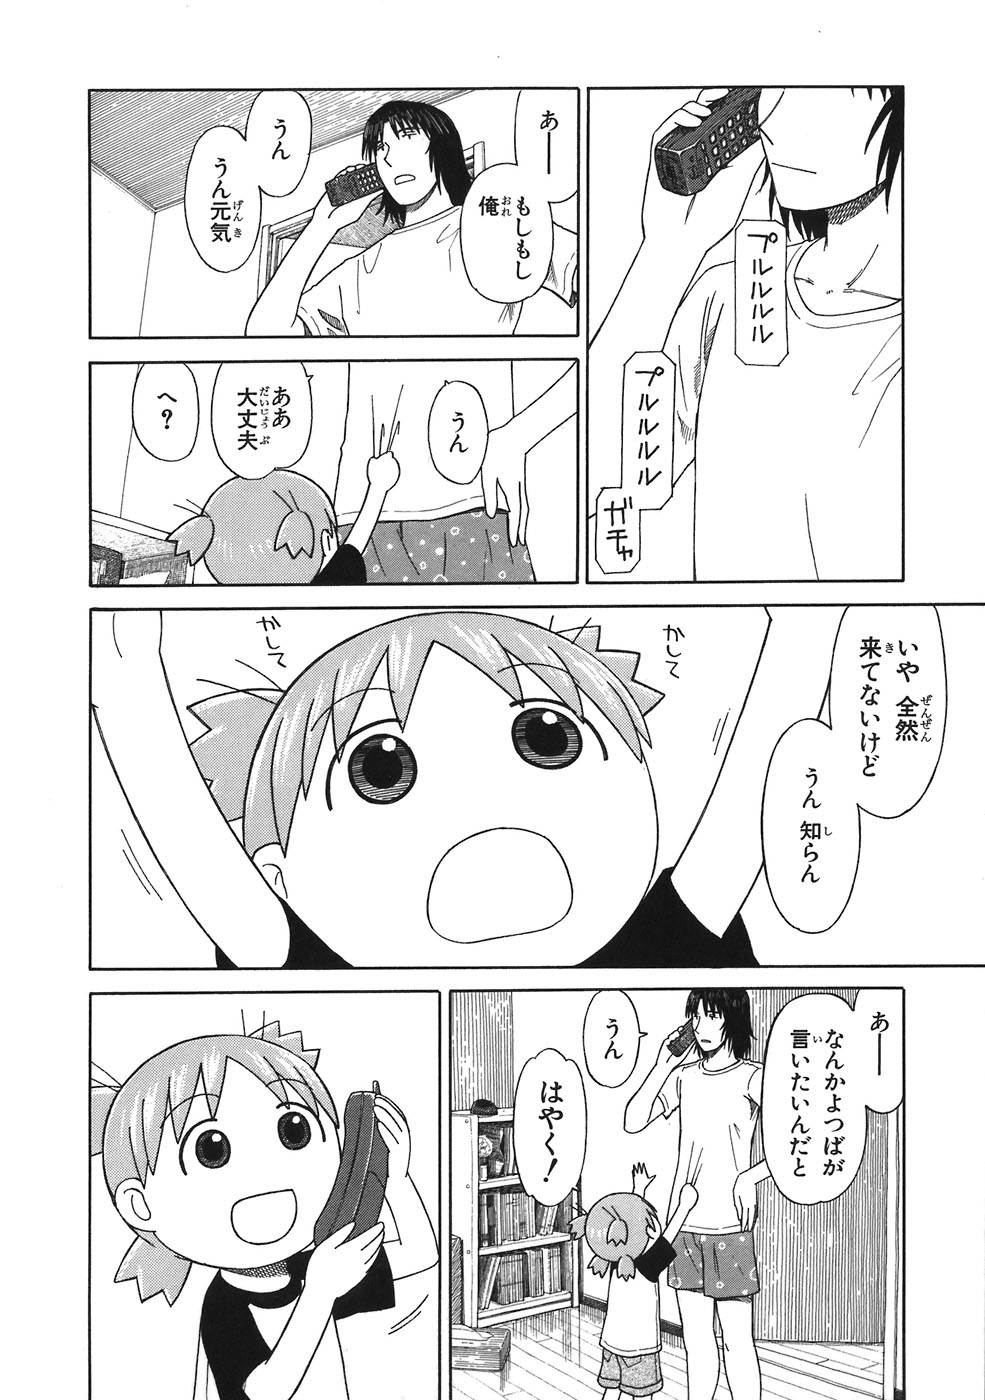 プルルルル
プルルルル
ガチャ
あー
もしもし
俺
うん
うん元気
うん
ああ
大丈夫
へ?
いや 全然
来てないけど
うん 知らん
かして
かして
あー
なんかよつばが
言いたいんだと
うん
はやく!